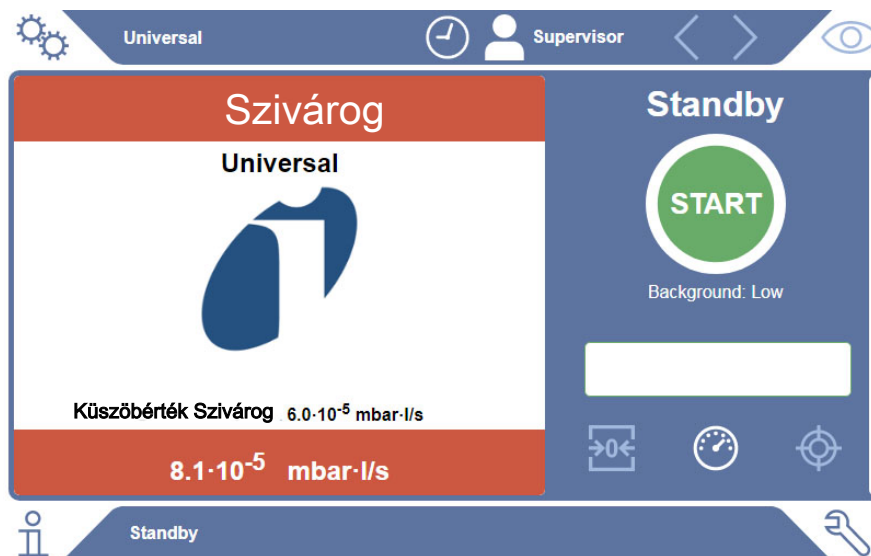 Universal
Supervisor
Szivárog
Universal
Küszöbérték Szivárog 6.0·10⁻⁵ mbar·l/s
8.1·10⁻⁵ mbar·l/s
Standby
START
Background: Low
→0←
Standby